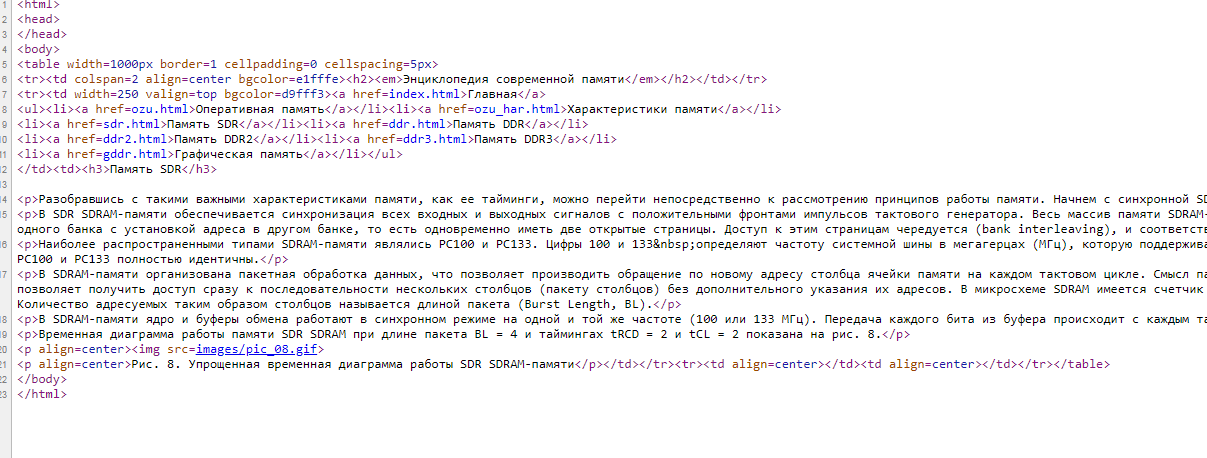 1 <html>
2 <head>
3 </head>
4 <body>
5 <table width=1000px border=1 cellpadding=0 cellspacing=5px>
6 <tr><td colspan=2 align=center bgcolor=e1fffe><h2><em>Энциклопедия современной памяти</em></h2></td></tr>
7 <tr><td width=250 valign=top bgcolor=d9fff3><a href=index.html>Главная</a>
8 <ul><li><a href=ozu.html>Оперативная память</a></li><li><a href=ozu_har.html>Характеристики памяти</a></li>
9 <li><a href=sdr.html>Память SDR</a></li><li><a href=ddr.html>Память DDR</a></li>
10 <li><a href=ddr2.html>Память DDR2</a></li><li><a href=ddr3.html>Память DDR3</a></li>
11 <li><a href=gddr.html>Графическая память</a></li></ul>
12 </td><td><h3>Память SDR</h3>
13
14 <p>Разобравшись с такими важными характеристиками памяти, как ее тайминги, можно перейти непосредственно к рассмотрению принципов работы памяти. Начнем с синхронной SD
15 <p>В SDR SDRAM-памяти обеспечивается синхронизация всех входных и выходных сигналов с положительными фронтами импульсов тактового генератора. Весь массив памяти SDRAM-
одного банка с установкой адреса в другом банке, то есть одновременно иметь две открытые страницы. Доступ к этим страницам чередуется (bank interleaving), и соответств
16 <p>Наиболее распространенными типами SDRAM-памяти являлись PC100 и PC133. Цифры 100 и 133&nbsp;определяют частоту системной шины в мегагерцах (МГц), которую поддержива
PC100 и PC133 полностью идентичны.</p>
17 <p>В SDRAM-памяти организована пакетная обработка данных, что позволяет производить обращение по новому адресу столбца ячейки памяти на каждом тактовом цикле. Смысл па
позволяет получить доступ сразу к последовательности нескольких столбцов (пакету столбцов) без дополнительного указания их адресов. В микросхеме SDRAM имеется счетчик
Количество адресуемых таким образом столбцов называется длиной пакета (Burst Length, BL).</p>
18 <p>В SDRAM-памяти ядро и буферы обмена работают в синхронном режиме на одной и той же частоте (100 или 133 МГц). Передача каждого бита из буфера происходит с каждым та
19 <p>Временная диаграмма работы памяти SDR SDRAM при длине пакета BL = 4 и таймингах tRCD = 2 и tCL = 2 показана на рис. 8.</p>
20 <p align=center><img src=images/pic_08.gif>
21 <p align=center>Рис. 8. Упрощенная временная диаграмма работы SDR SDRAM-памяти</p></td></tr><tr><td align=center></td><td align=center></td></tr></table>
22 </body>
23 </html>